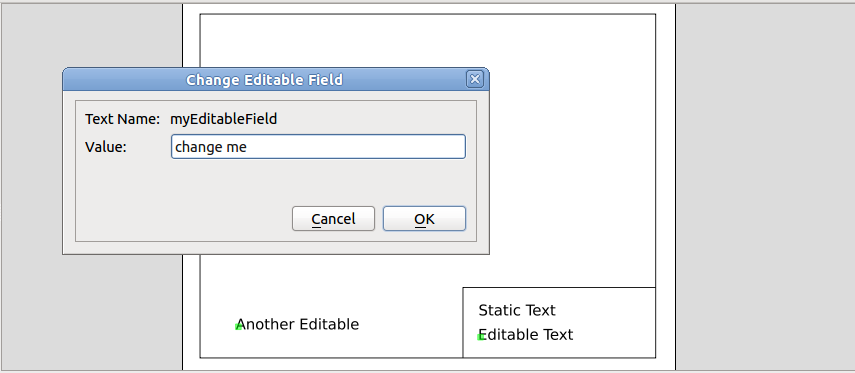 Change Editable Field
Text Name: myEditableField
Value: change me
Cancel OK
Static Text
Another Editable
Editable Text